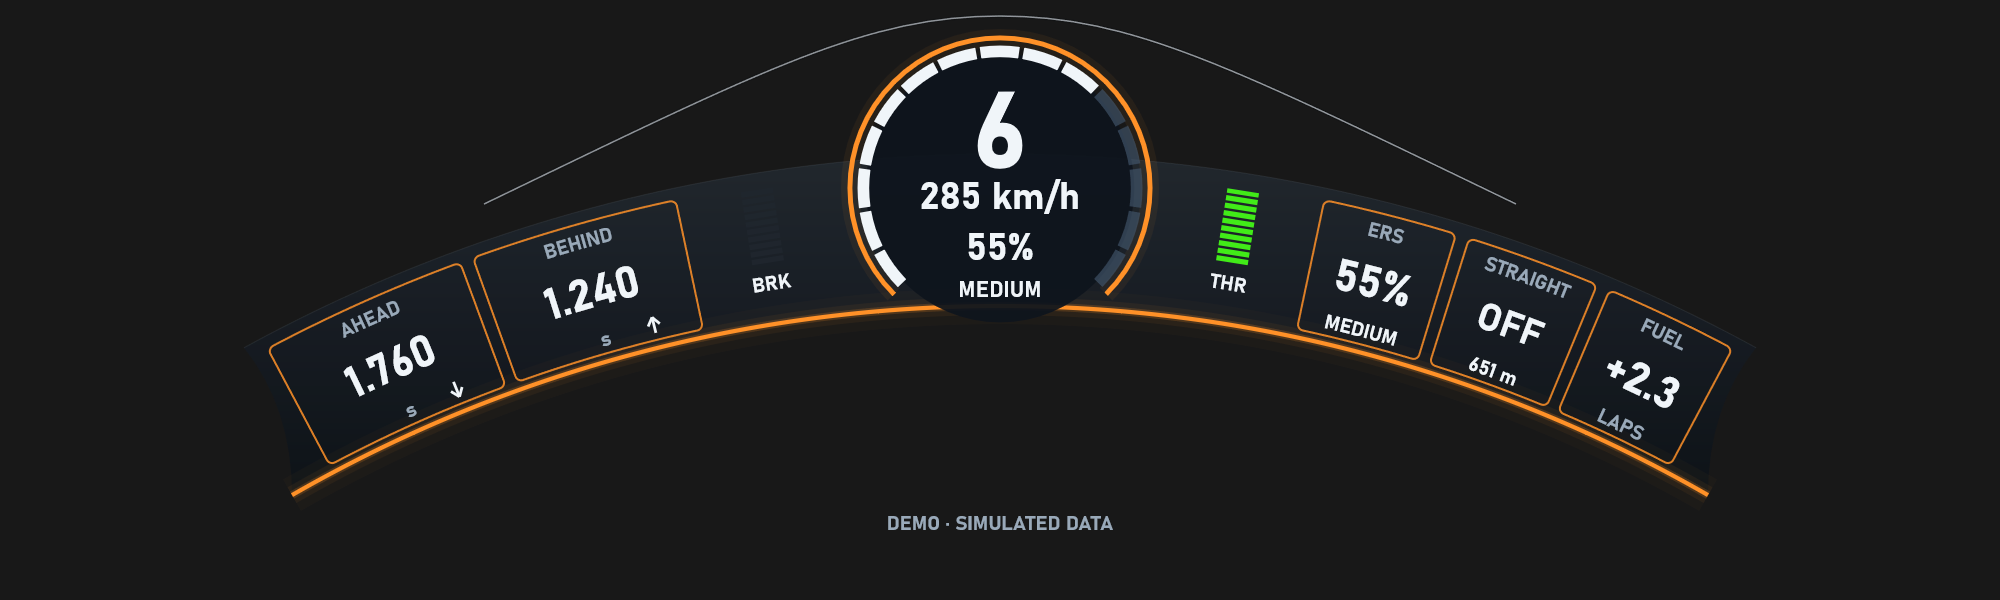 AHEAD
1.760
s ↓
BEHIND
1.240
s ↑
BRK
6
285 km/h
55%
MEDIUM
THR
ERS
55%
MEDIUM
STRAIGHT
OFF
651 m
FUEL
+2.3
LAPS
DEMO · SIMULATED DATA